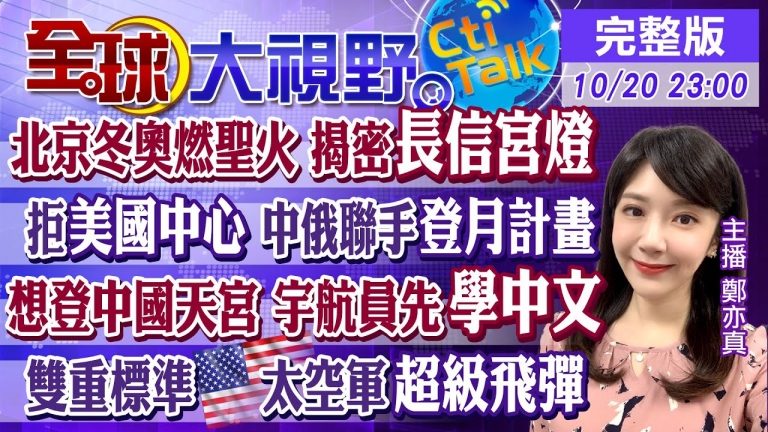 全球大視野。
Cti Talk
完整版
10/20 23:00
北京冬奧燃聖火 揭密長信宮燈
拒美國中心 中俄聯手登月計畫
想登中國天宮 宇航員先學中文
雙重標準 太空軍超級飛彈
主播 鄭亦真